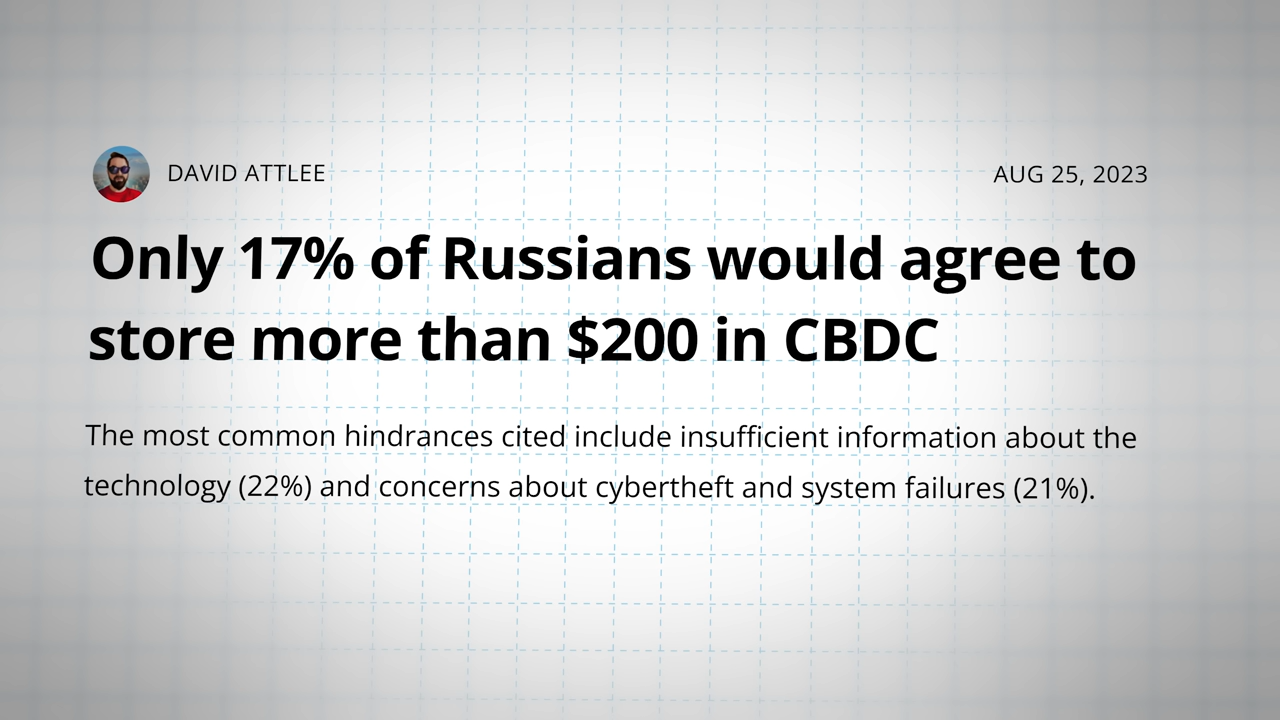 DAVID ATTLEE
AUG 25, 2023
Only 17% of Russians would agree to
store more than $200 in CBDC
The most common hindrances cited include insufficient information about the
technology (22%) and concerns about cybertheft and system failures (21%).